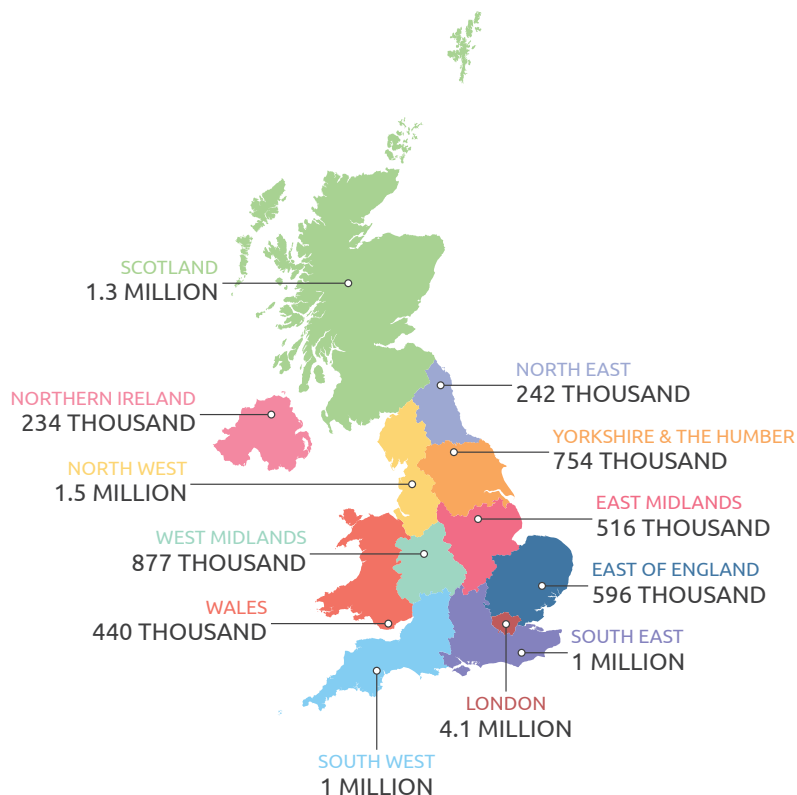 SCOTLAND
1.3 MILLION
NORTH EAST
242 THOUSAND
NORTHERN IRELAND
234 THOUSAND
YORKSHIRE & THE HUMBER
754 THOUSAND
NORTH WEST
1.5 MILLION
EAST MIDLANDS
516 THOUSAND
WEST MIDLANDS
877 THOUSAND
EAST OF ENGLAND
596 THOUSAND
WALES
440 THOUSAND
SOUTH EAST
1 MILLION
LONDON
4.1 MILLION
SOUTH WEST
1 MILLION